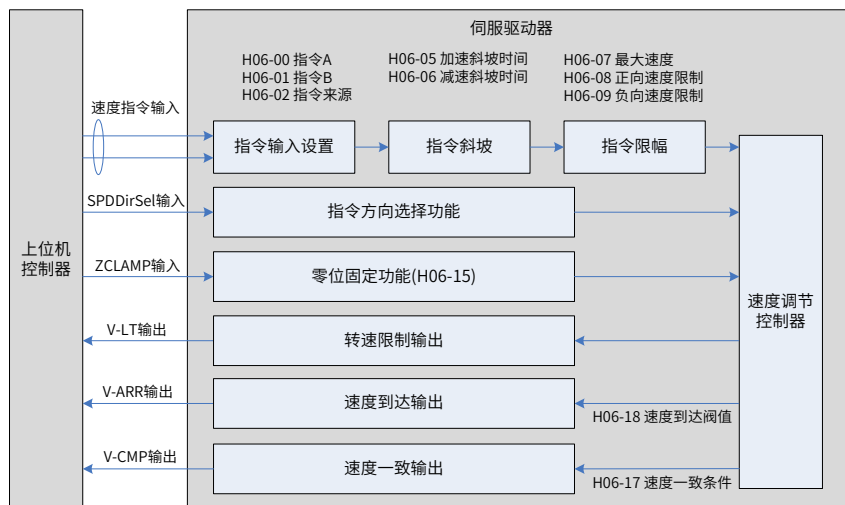 伺服驱动器
H06-00 指令A
H06-01 指令B
H06-02 指令来源
H06-05 加速斜坡时间
H06-06 减速斜坡时间
H06-07 最大速度
H06-08 正向速度限制
H06-09 负向速度限制
速度指令输入
指令输入设置
指令斜坡
指令限幅
SPDDirSel输入
指令方向选择功能
上位机
控制器
ZCLAMP输入
零位固定功能(H06-15)
速度调节
控制器
V-LT输出
转速限制输出
V-ARR输出
速度到达输出
H06-18 速度到达阀值
V-CMP输出
速度一致输出
H06-17 速度一致条件